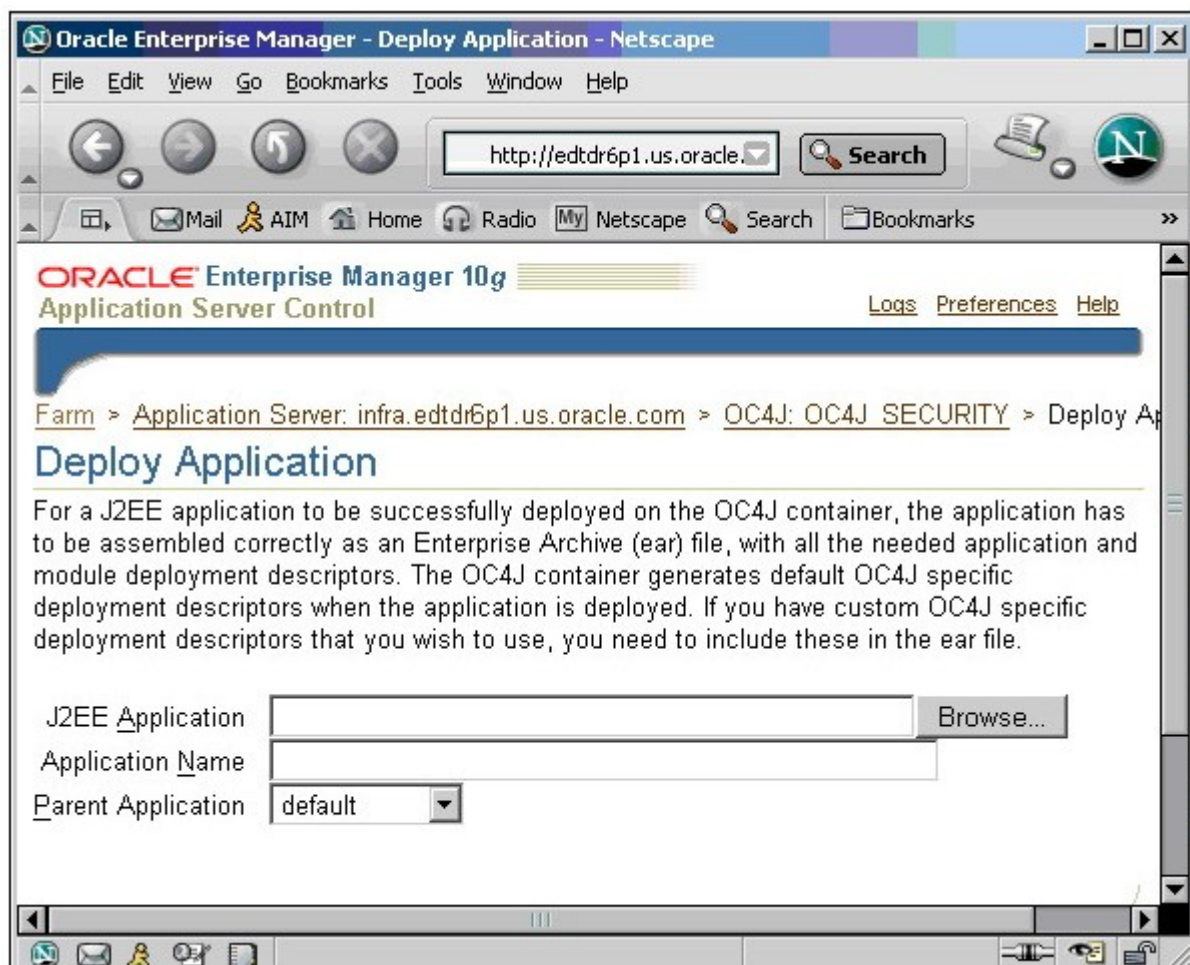 Oracle Enterprise Manager - Deploy Application - Netscape
File Edit View Go Bookmarks Tools Window Help
http://edtdr6p1.us.oracle. Search N
Mail AIM Home Radio My Netscape Search Bookmarks »
ORACLE Enterprise Manager 10g
Application Server Control Logs Preferences Help
Farm > Application Server: infra.edtdr6p1.us.oracle.com > OC4J: OC4J SECURITY > Deploy Ap
Deploy Application
For a J2EE application to be successfully deployed on the OC4J container, the application has
to be assembled correctly as an Enterprise Archive (ear) file, with all the needed application and
module deployment descriptors. The OC4J container generates default OC4J specific
deployment descriptors when the application is deployed. If you have custom OC4J specific
deployment descriptors that you wish to use, you need to include these in the ear file.
J2EE Application Browse...
Application Name
Parent Application default